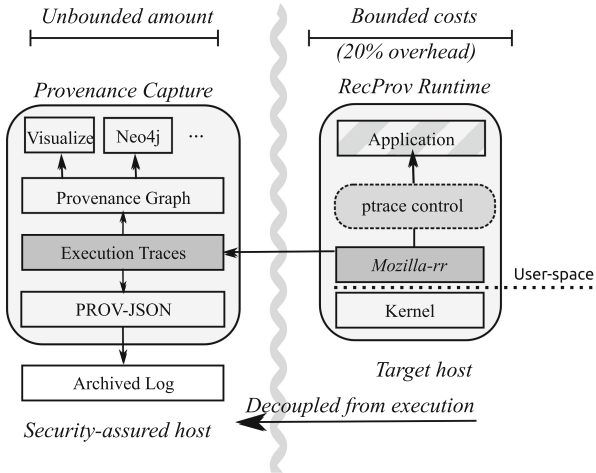 Unbounded amount
Bounded costs
(20% overhead)
Provenance Capture
RecProv Runtime
Visualize
Neo4j
...
Application
Provenance Graph
ptrace control
Execution Traces
Mozilla-rr
User-space
PROV-JSON
Kernel
Archived Log
Target host
Decoupled from execution
Security-assured host